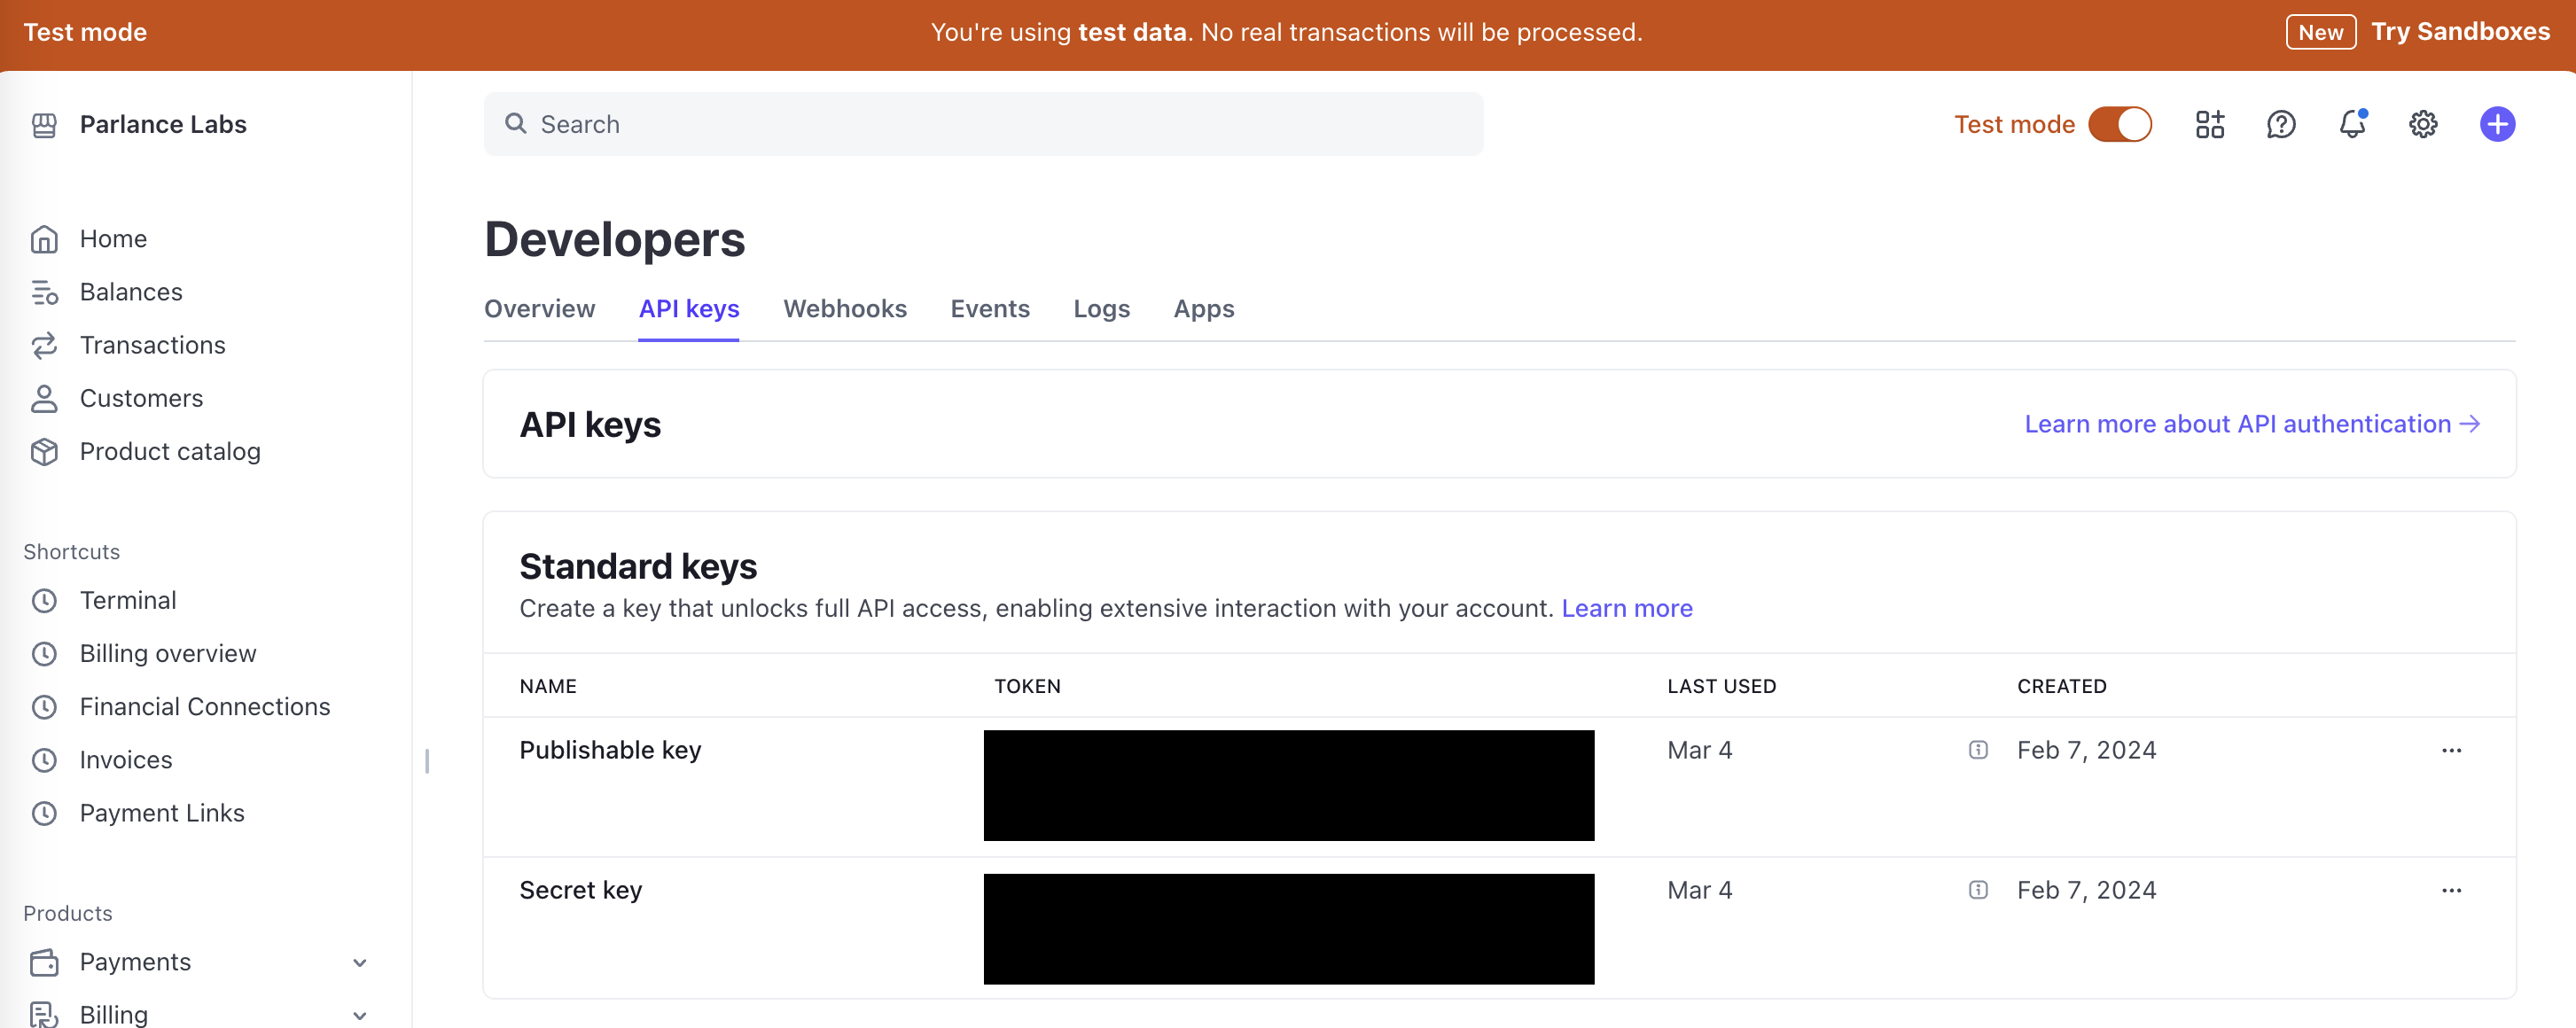 Test mode
You're using test data. No real transactions will be processed.
New Try Sandboxes
Parlance Labs
Search
Test mode
Home
Balances
Transactions
Customers
Product catalog
Shortcuts
Terminal
Billing overview
Financial Connections
Invoices
Payment Links
Products
Payments
Billing
Developers
Overview API keys Webhooks Events Logs Apps
API keys
Learn more about API authentication →
Standard keys
Create a key that unlocks full API access, enabling extensive interaction with your account. Learn more
NAME TOKEN LAST USED CREATED
Publishable key Mar 4 Feb 7, 2024
Secret key Mar 4 Feb 7, 2024